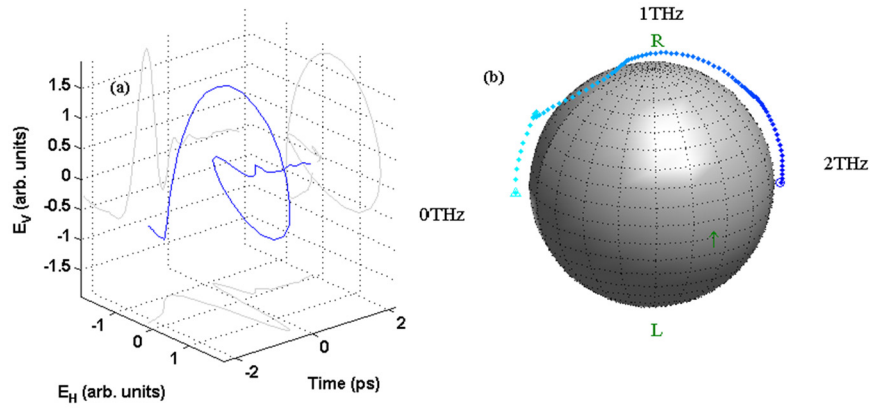 1THz
R
(a)
(b)
1.5
1
0.5
0
-0.5
-1
-1.5
E_V (arb. units)
0THz
2THz
↑
L
-1
0
1
-2
0
2
E_H (arb. units)
Time (ps)